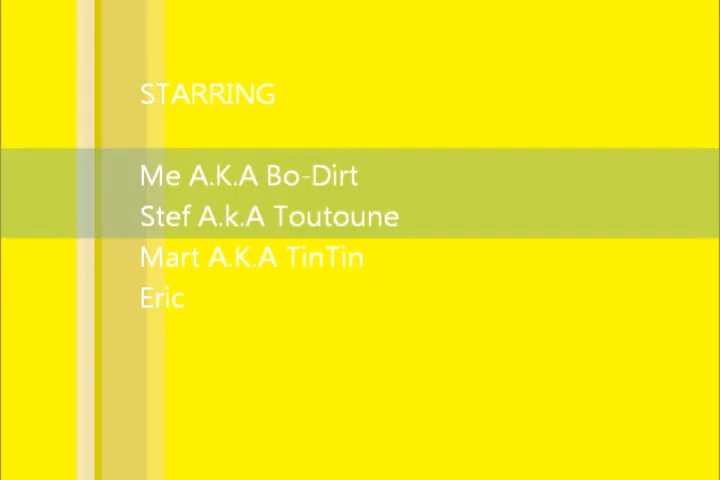 STARRING
Me A.K.A Bo-Dirt
Stef A.k.A Toutoune
Mart A.K.A TinTin
Eric